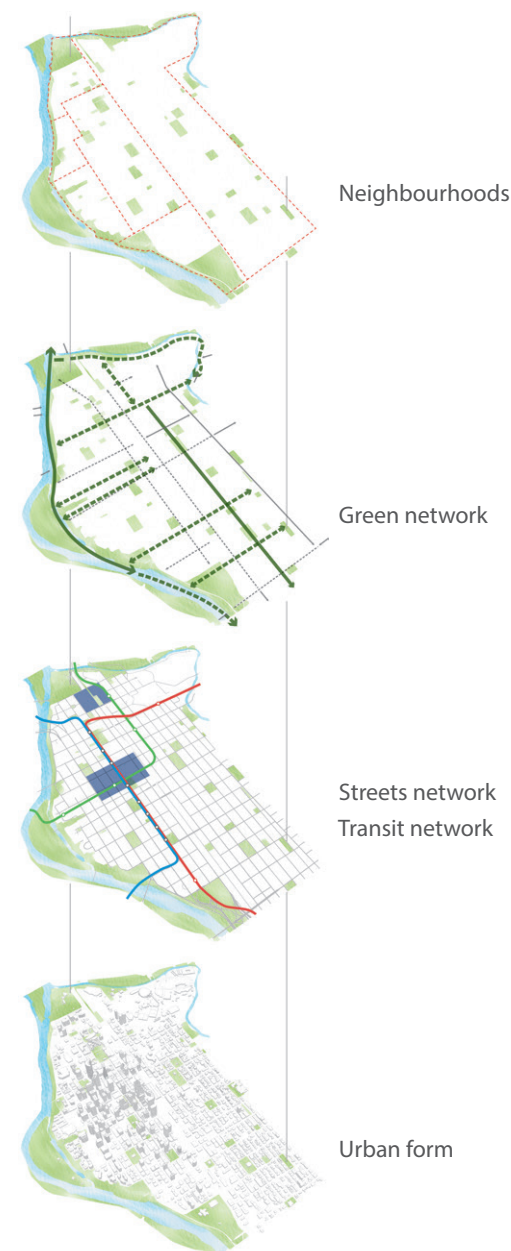 Neighbourhoods
Green network
Streets network
Transit network
Urban form